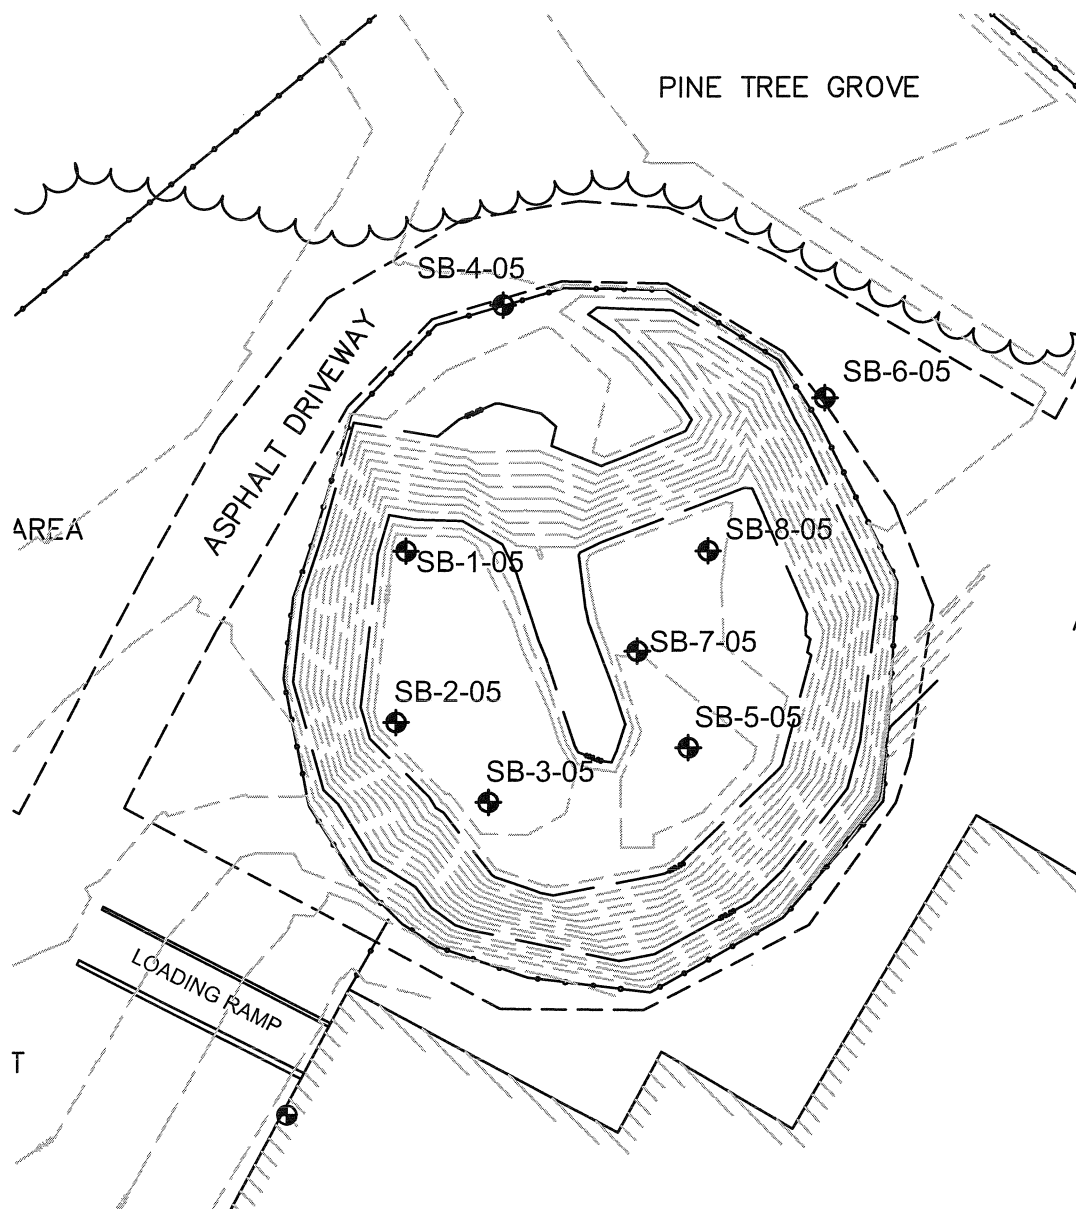 PINE TREE GROVE
SB-4-05
ASPHALT DRIVEWAY
SB-6-05
AREA
SB-8-05
SB-1-05
SB-7-05
SB-2-05
SB-5-05
SB-3-05
LOADING RAMP
T